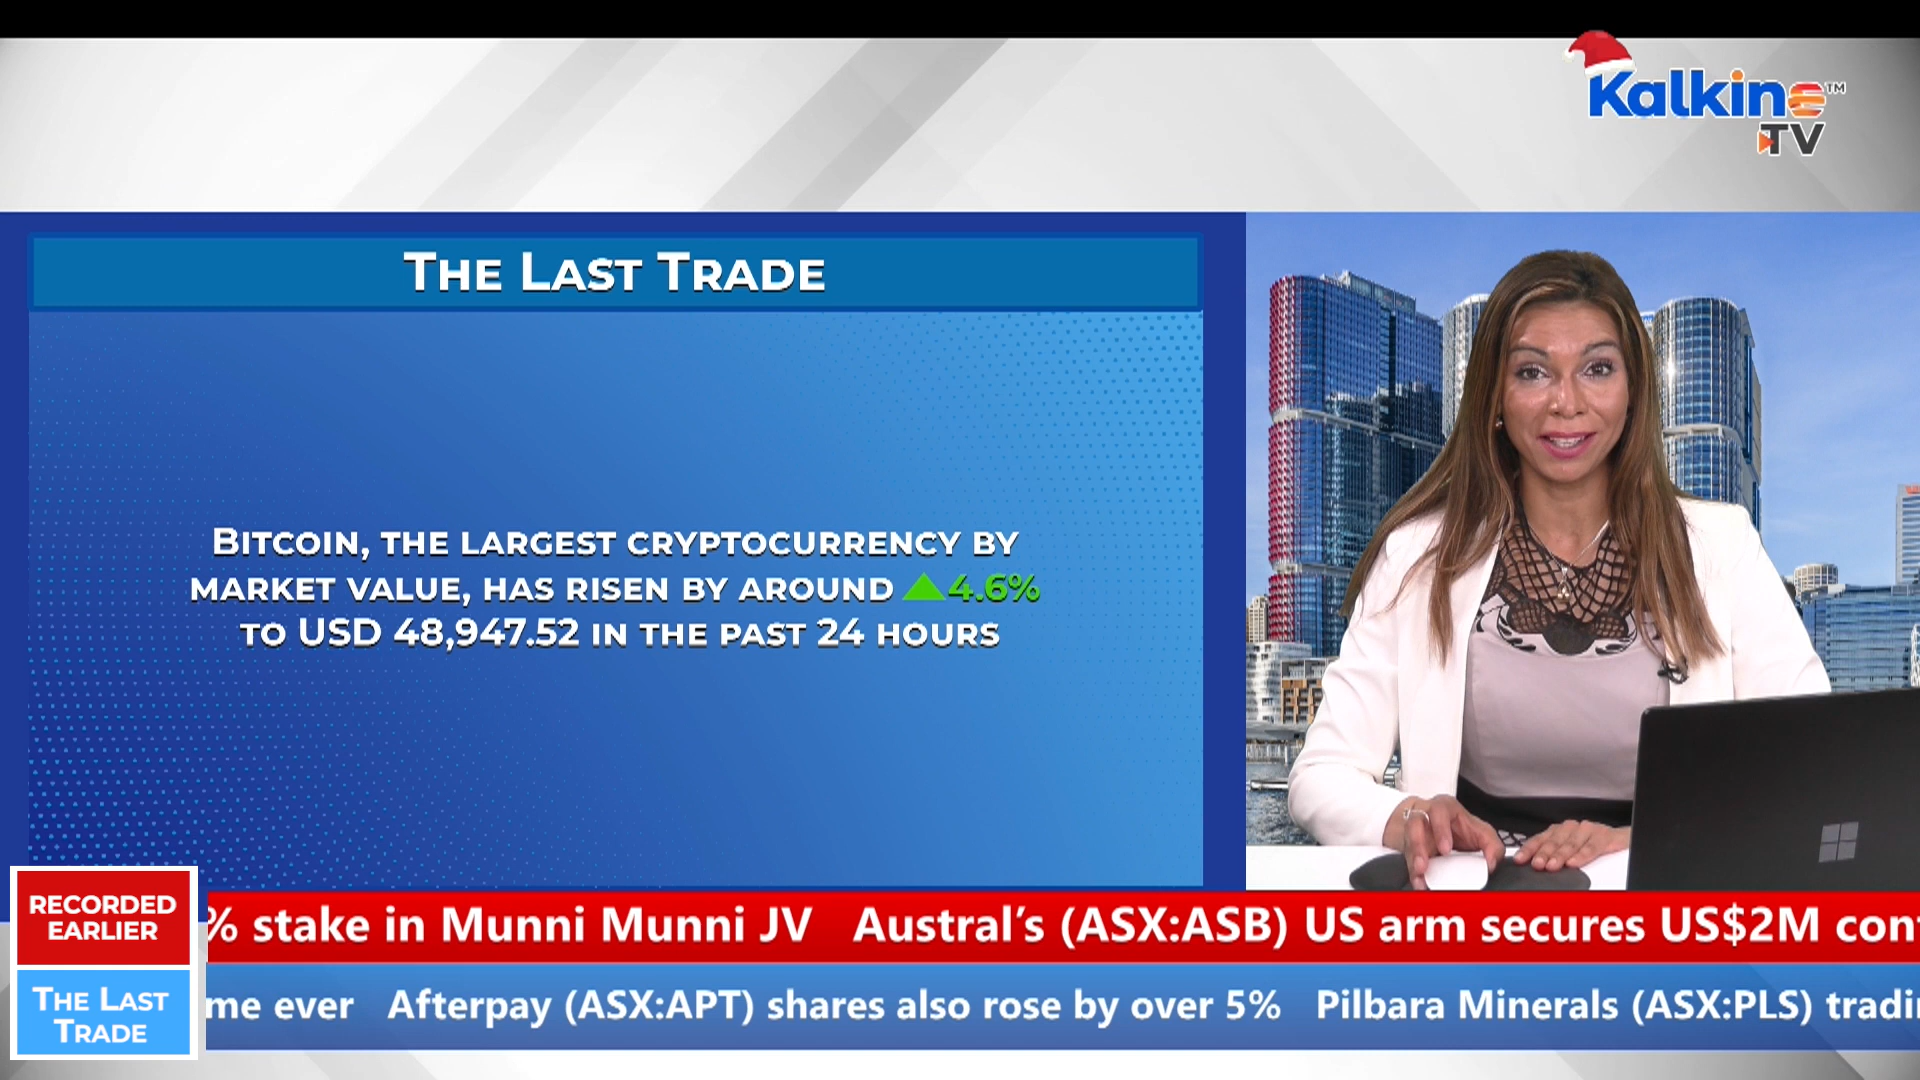 Kalkine TM
TV
THE LAST TRADE
BITCOIN, THE LARGEST CRYPTOCURRENCY BY
MARKET VALUE, HAS RISEN BY AROUND ▲4.6%
TO USD 48,947.52 IN THE PAST 24 HOURS
RECORDED
EARLIER
% stake in Munni Munni JV Austral’s (ASX:ASB) US arm secures US$2M con
THE LAST
TRADE
me ever Afterpay (ASX:APT) shares also rose by over 5% Pilbara Minerals (ASX:PLS) tradi